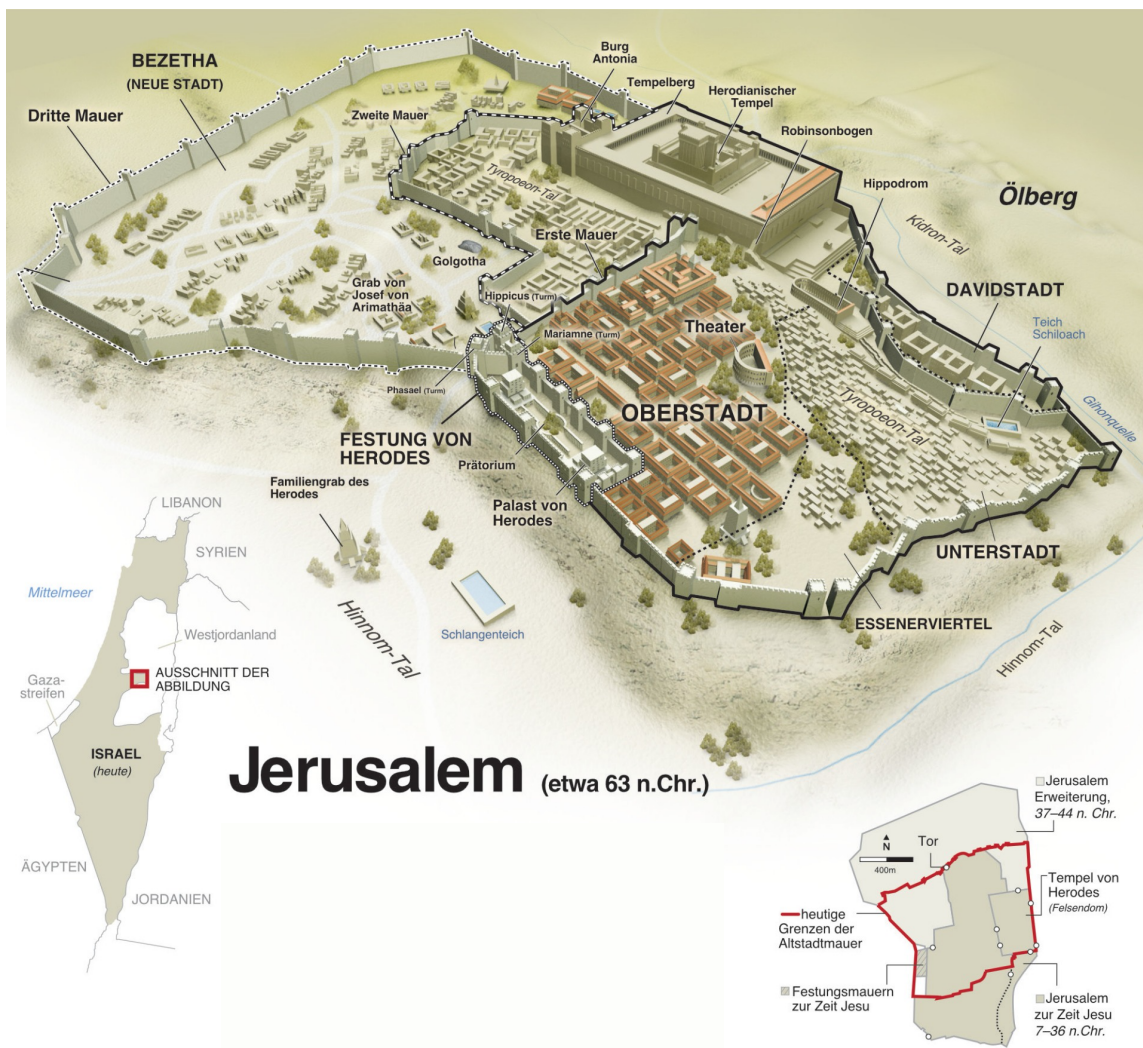 BEZETHA
(NEUE STADT)
Dritte Mauer
Zweite Mauer
Burg
Antonia
Tempelberg
Herodianischer
Tempel
Robinsonbogen
Hippodrom
Ölberg
Kidron-Tal
Tyropoeon-Tal
Erste Mauer
Golgotha
Grab von
Josef von
Arimathäa
Hippicus (Turm)
Mariamne (Turm)
Phasael (Turm)
Theater
DAVIDSTADT
Teich
Schiloach
Gihonquelle
OBERSTADT
Tyropoeon-Tal
FESTUNG VON
HERODES
Prätorium
Familiengrab des
Herodes
Palast von
Herodes
UNTERSTADT
ESSENERVIERTEL
Hinnom-Tal
Schlangenteich
Hinnom-Tal
LIBANON
SYRIEN
Mittelmeer
Westjordanland
Gaza-
streifen
AUSSCHNITT DER
ABBILDUNG
ISRAEL
(heute)
ÄGYPTEN
JORDANIEN
Jerusalem (etwa 63 n.Chr.)
Jerusalem
Erweiterung,
37–44 n. Chr.
N
400m
Tor
Tempel von
Herodes
(Felsendom)
heutige
Grenzen der
Altstadtmauer
Festungsmauern
zur Zeit Jesu
Jerusalem
zur Zeit Jesu
7–36 n.Chr.